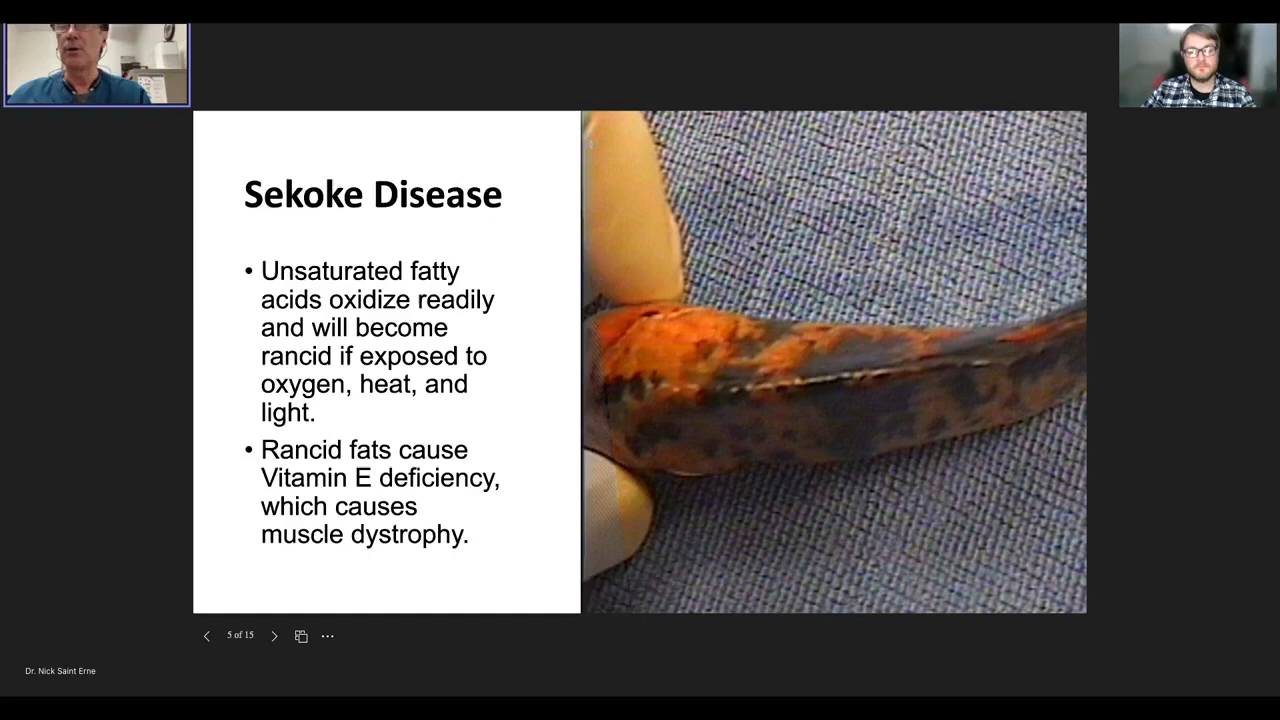 Sekoke Disease
• Unsaturated fatty
acids oxidize readily
and will become
rancid if exposed to
oxygen, heat, and
light.
• Rancid fats cause
Vitamin E deficiency,
which causes
muscle dystrophy.
5 of 15
Dr. Nick Saint Erne